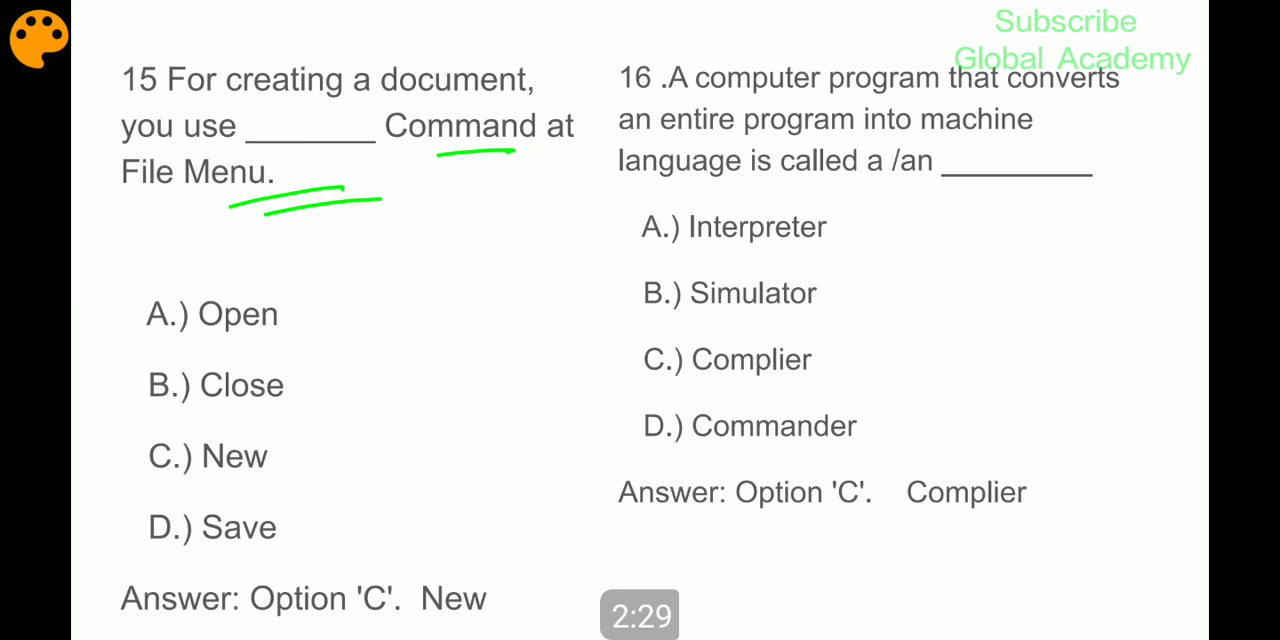 Subscribe
Global Academy
15 For creating a document,
you use _______ Command at
File Menu.
A.) Open
B.) Close
C.) New
D.) Save
Answer: Option 'C'. New
16 .A computer program that converts
an entire program into machine
language is called a /an _________
A.) Interpreter
B.) Simulator
C.) Complier
D.) Commander
Answer: Option 'C'. Complier
2:29